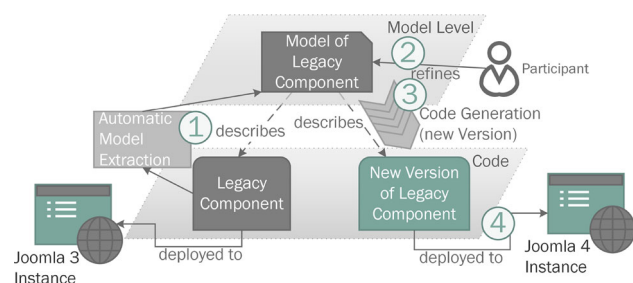 Model Level
Model of
Legacy
Component
2
refines
Participant
3
Code Generation
(new Version)
Automatic
Model
Extraction
1
describes
describes
Code
Legacy
Component
New Version
of Legacy
Component
4
deployed to
deployed to
Joomla 3
Instance
Joomla 4
Instance